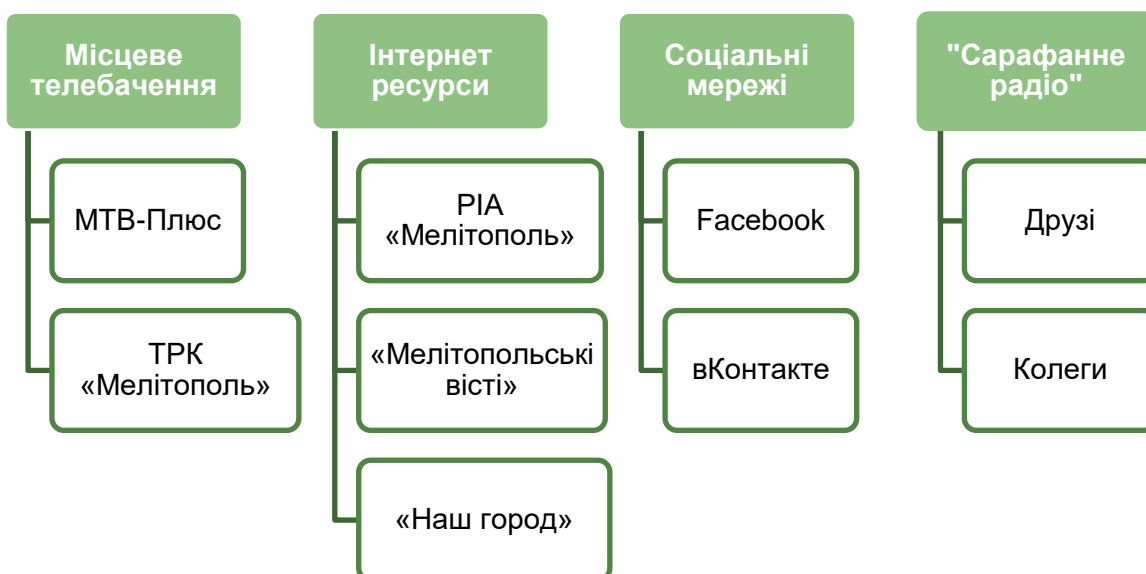 Місцеве
телебачення
МТВ-Плюс
ТРК
«Мелітополь»
Інтернет
ресурси
РІА
«Мелітополь»
«Мелітопольські
вісті»
«Наш город»
Соціальні
мережі
Facebook
вКонтакте
"Сарафанне
радіо"
Друзі
Колеги